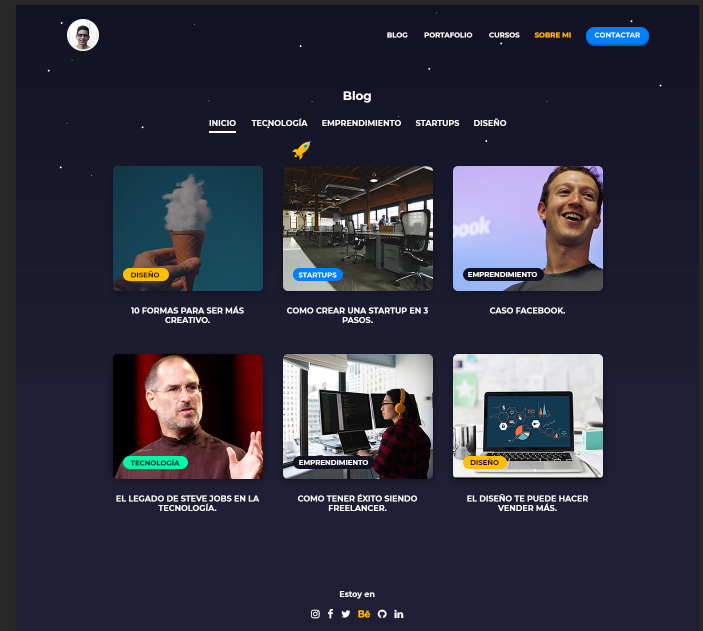 BLOG PORTAFOLIO CURSOS SOBRE MI CONTACTAR
Blog
INICIO TECNOLOGÍA EMPRENDIMIENTO STARTUPS DISEÑO
ook
DISEÑO
STARTUPS
EMPRENDIMIENTO
10 FORMAS PARA SER MÁS
CREATIVO.
COMO CREAR UNA STARTUP EN 3
PASOS.
CASO FACEBOOK.
TECNOLOGÍA
EMPRENDIMIENTO
DISEÑO
EL LEGADO DE STEVE JOBS EN LA
TECNOLOGÍA.
COMO TENER ÉXITO SIENDO
FREELANCER.
EL DISEÑO TE PUEDE HACER
VENDER MÁS.
Estoy en
Bē
in